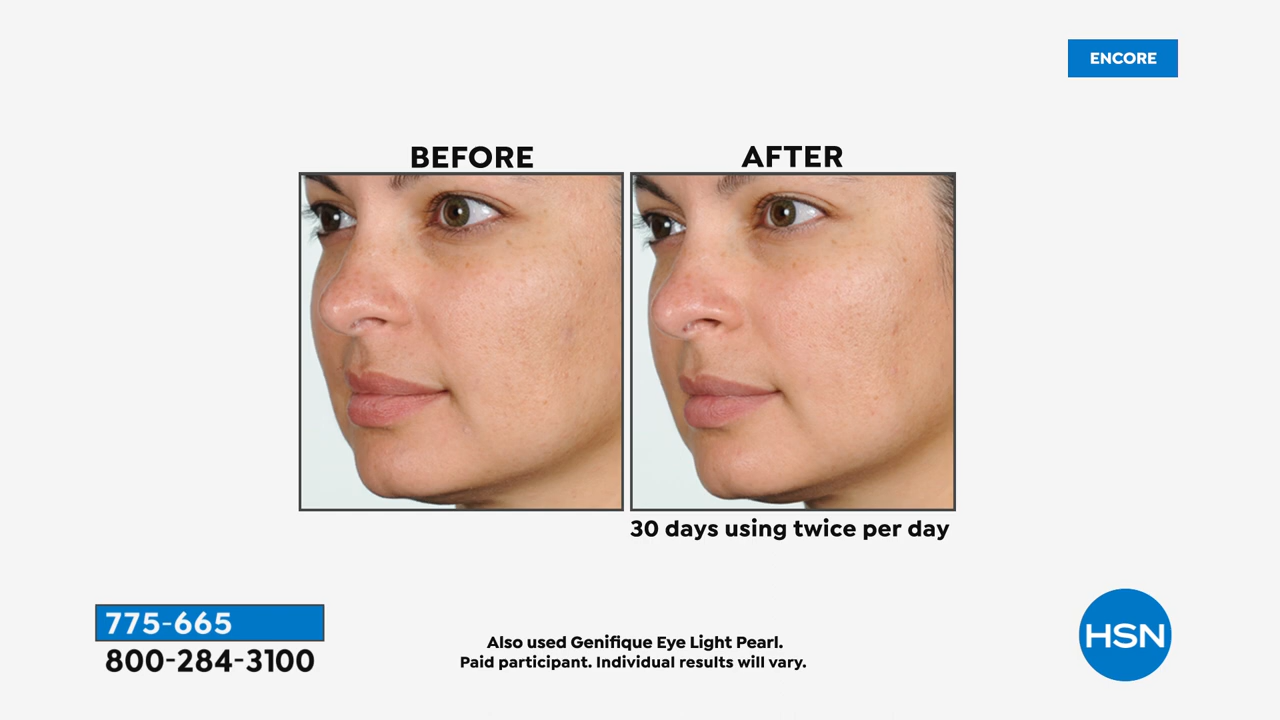 ENCORE
BEFORE
AFTER
30 days using twice per day
775-665
800-284-3100
Also used Genifique Eye Light Pearl.
Paid participant. Individual results will vary.
HSN